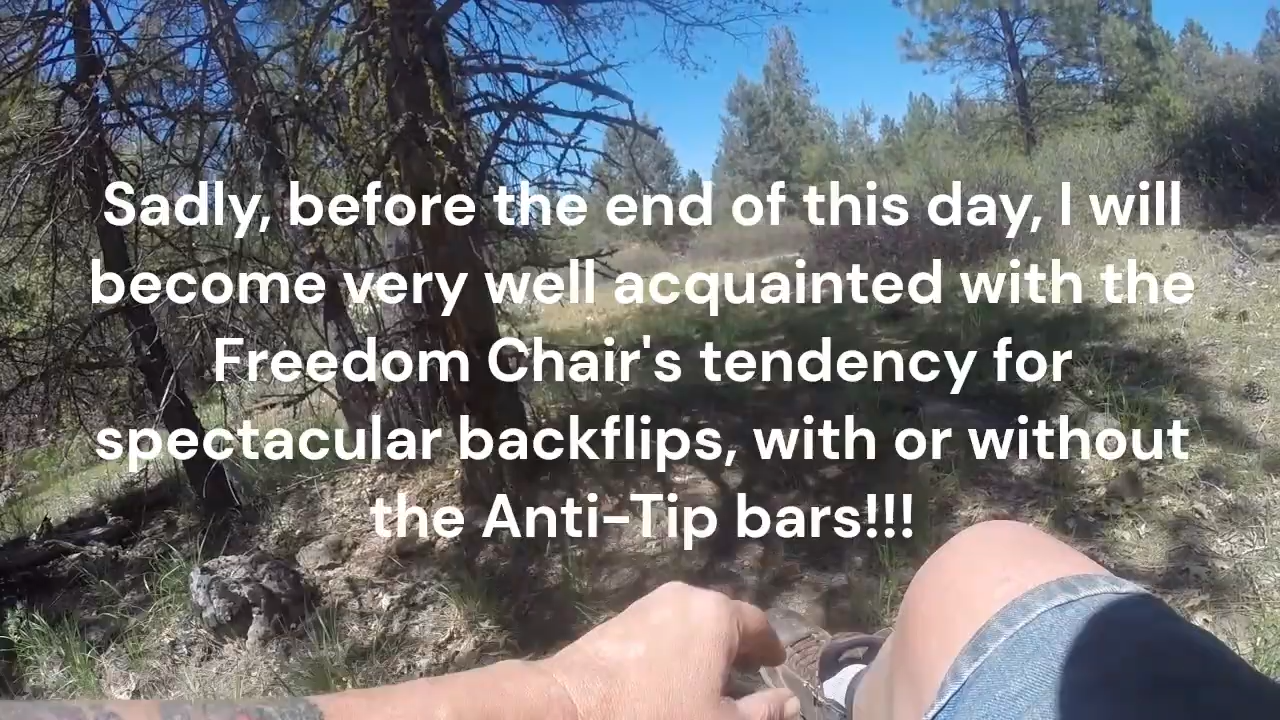 Sadly, before the end of this day, I will
become very well acquainted with the
Freedom Chair's tendency for
spectacular backflips, with or without
the Anti-Tip bars!!!